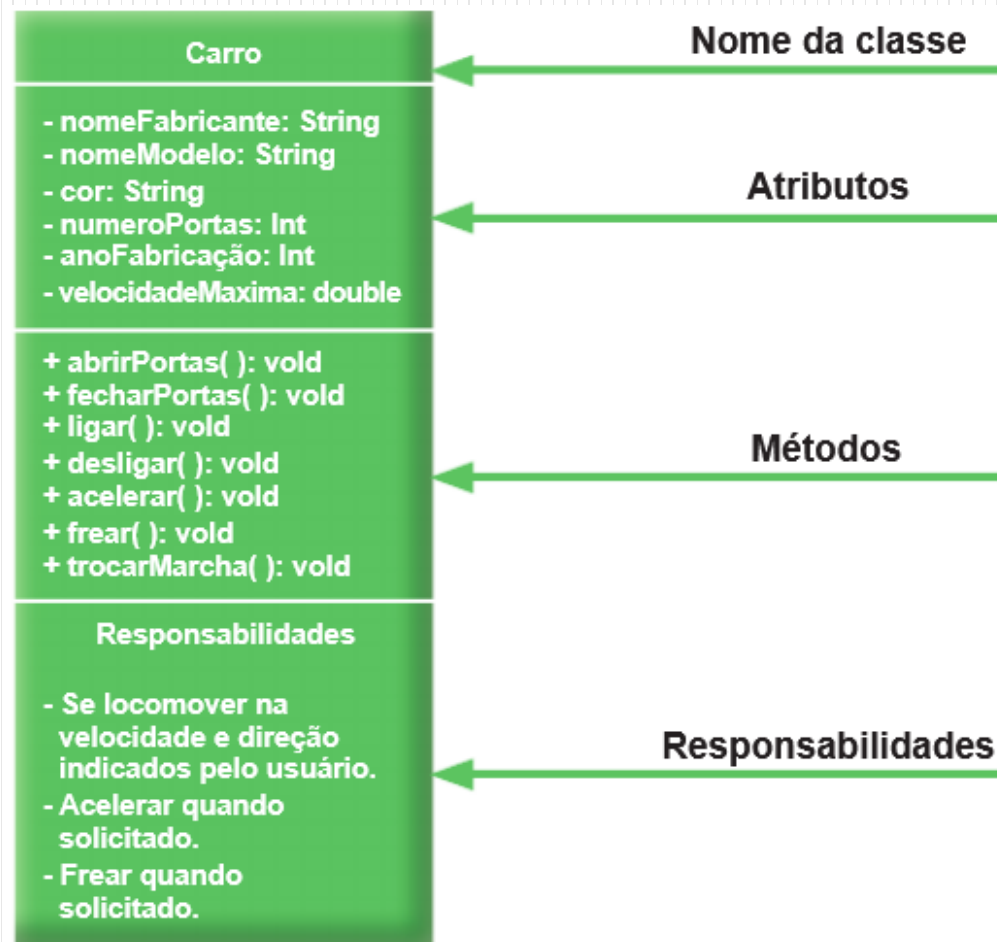 Carro
Nome da classe
- nomeFabricante: String
- nomeModelo: String
- cor: String
- numeroPortas: Int
- anoFabricação: Int
- velocidadeMaxima: double
Atributos
+ abrirPortas( ): vold
+ fecharPortas( ): vold
+ ligar( ): vold
+ desligar( ): vold
+ acelerar( ): vold
+ frear( ): vold
+ trocarMarcha( ): vold
Métodos
Responsabilidades
- Se locomover na
velocidade e direção
indicados pelo usuário.
- Acelerar quando
solicitado.
- Frear quando
solicitado.
Responsabilidades